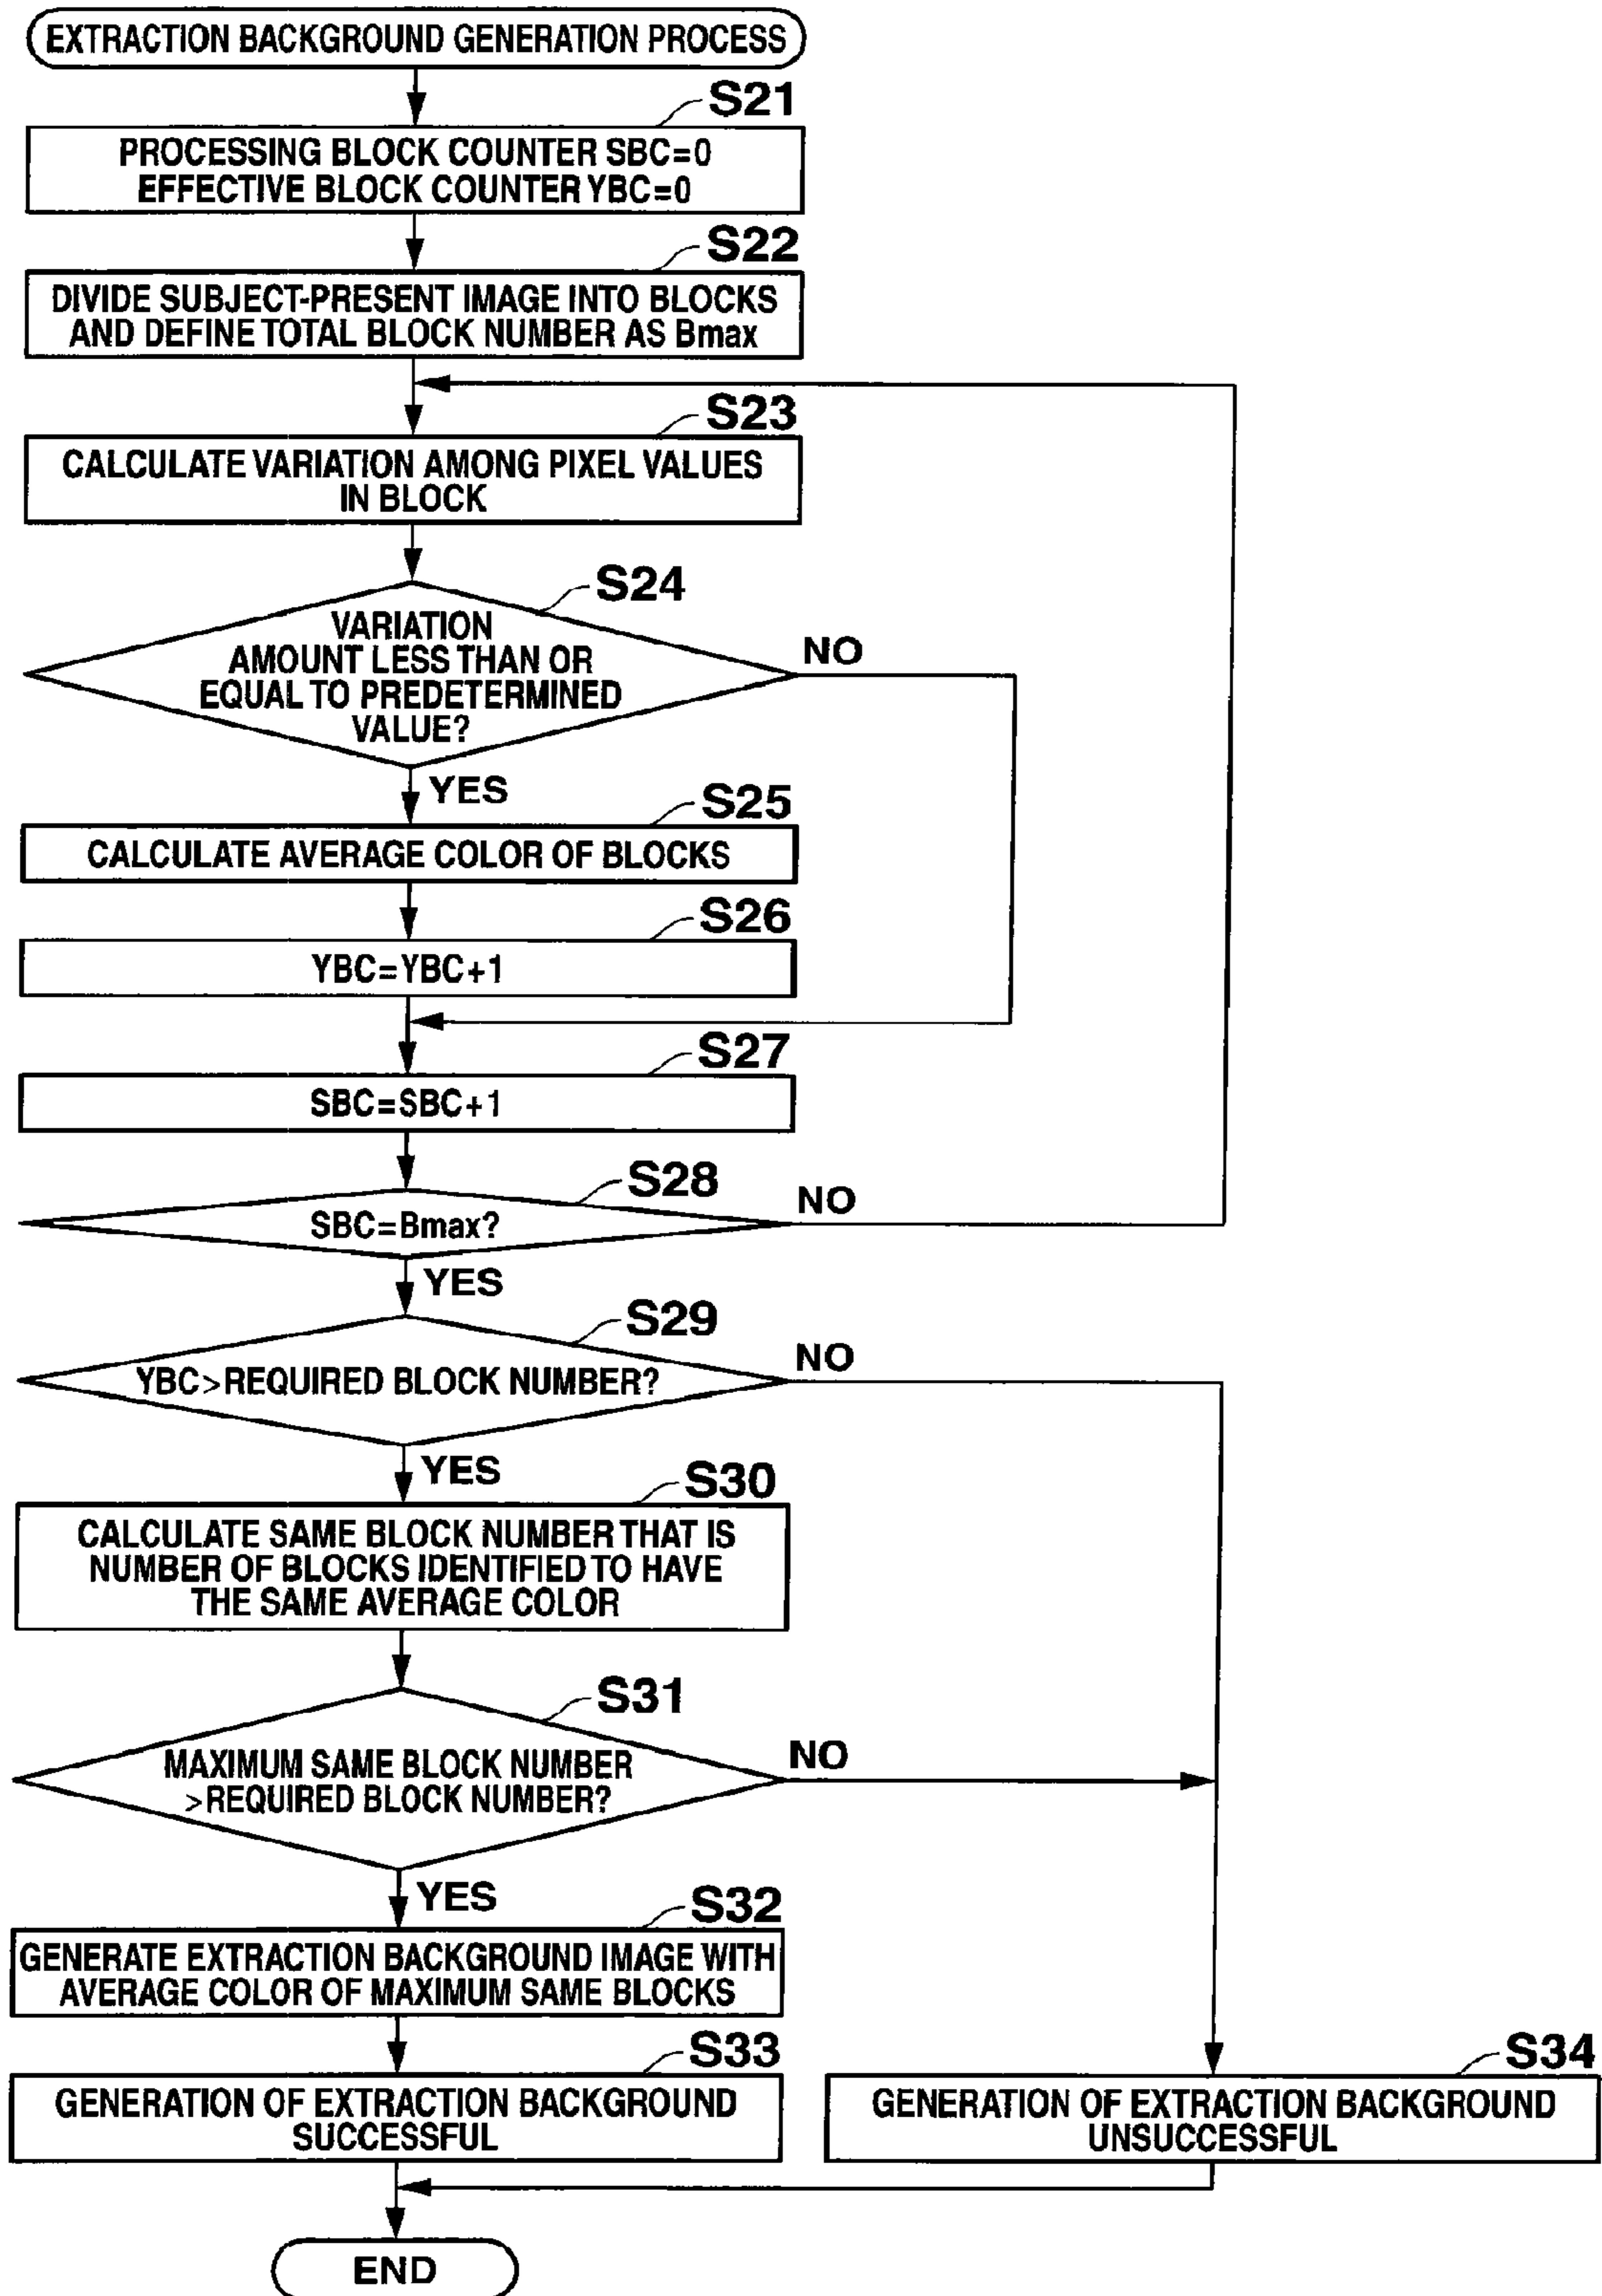 EXTRACTION BACKGROUND GENERATION PROCESS
S21
PROCESSING BLOCK COUNTER SBC=0
EFFECTIVE BLOCK COUNTER YBC=0
S22
DIVIDE SUBJECT-PRESENT IMAGE INTO BLOCKS
AND DEFINE TOTAL BLOCK NUMBER AS Bmax
S23
CALCULATE VARIATION AMONG PIXEL VALUES
IN BLOCK
S24
VARIATION
AMOUNT LESS THAN OR
EQUAL TO PREDETERMINED
VALUE?
NO
YES
S25
CALCULATE AVERAGE COLOR OF BLOCKS
S26
YBC=YBC+1
S27
SBC=SBC+1
S28
SBC=Bmax?
NO
YES
S29
YBC>REQUIRED BLOCK NUMBER?
NO
YES
S30
CALCULATE SAME BLOCK NUMBER THAT IS
NUMBER OF BLOCKS IDENTIFIED TO HAVE
THE SAME AVERAGE COLOR
S31
MAXIMUM SAME BLOCK NUMBER
>REQUIRED BLOCK NUMBER?
NO
YES
S32
GENERATE EXTRACTION BACKGROUND IMAGE WITH
AVERAGE COLOR OF MAXIMUM SAME BLOCKS
S33
GENERATION OF EXTRACTION BACKGROUND
SUCCESSFUL
S34
GENERATION OF EXTRACTION BACKGROUND
UNSUCCESSFUL
END